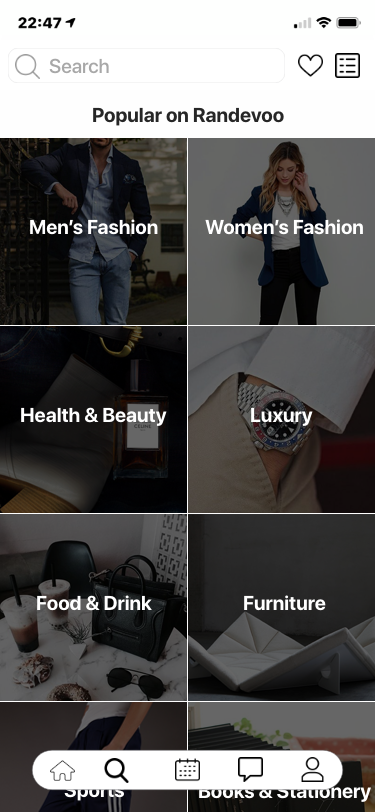 22:47
Search
Popular on Randevoo
Men's Fashion
Women's Fashion
CELINE
Health & Beauty
Luxury
Food & Drink
Furniture
Sports
Books & Stationery